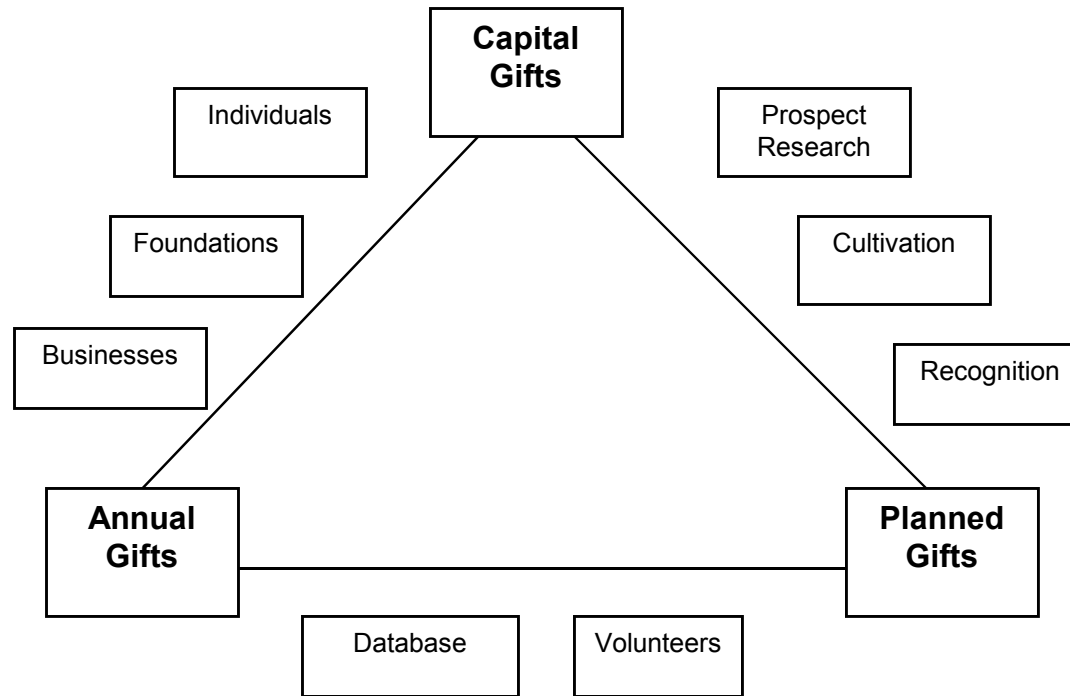 Capital
Gifts
Individuals
Prospect
Research
Foundations
Cultivation
Businesses
Recognition
Annual
Gifts
Planned
Gifts
Database
Volunteers